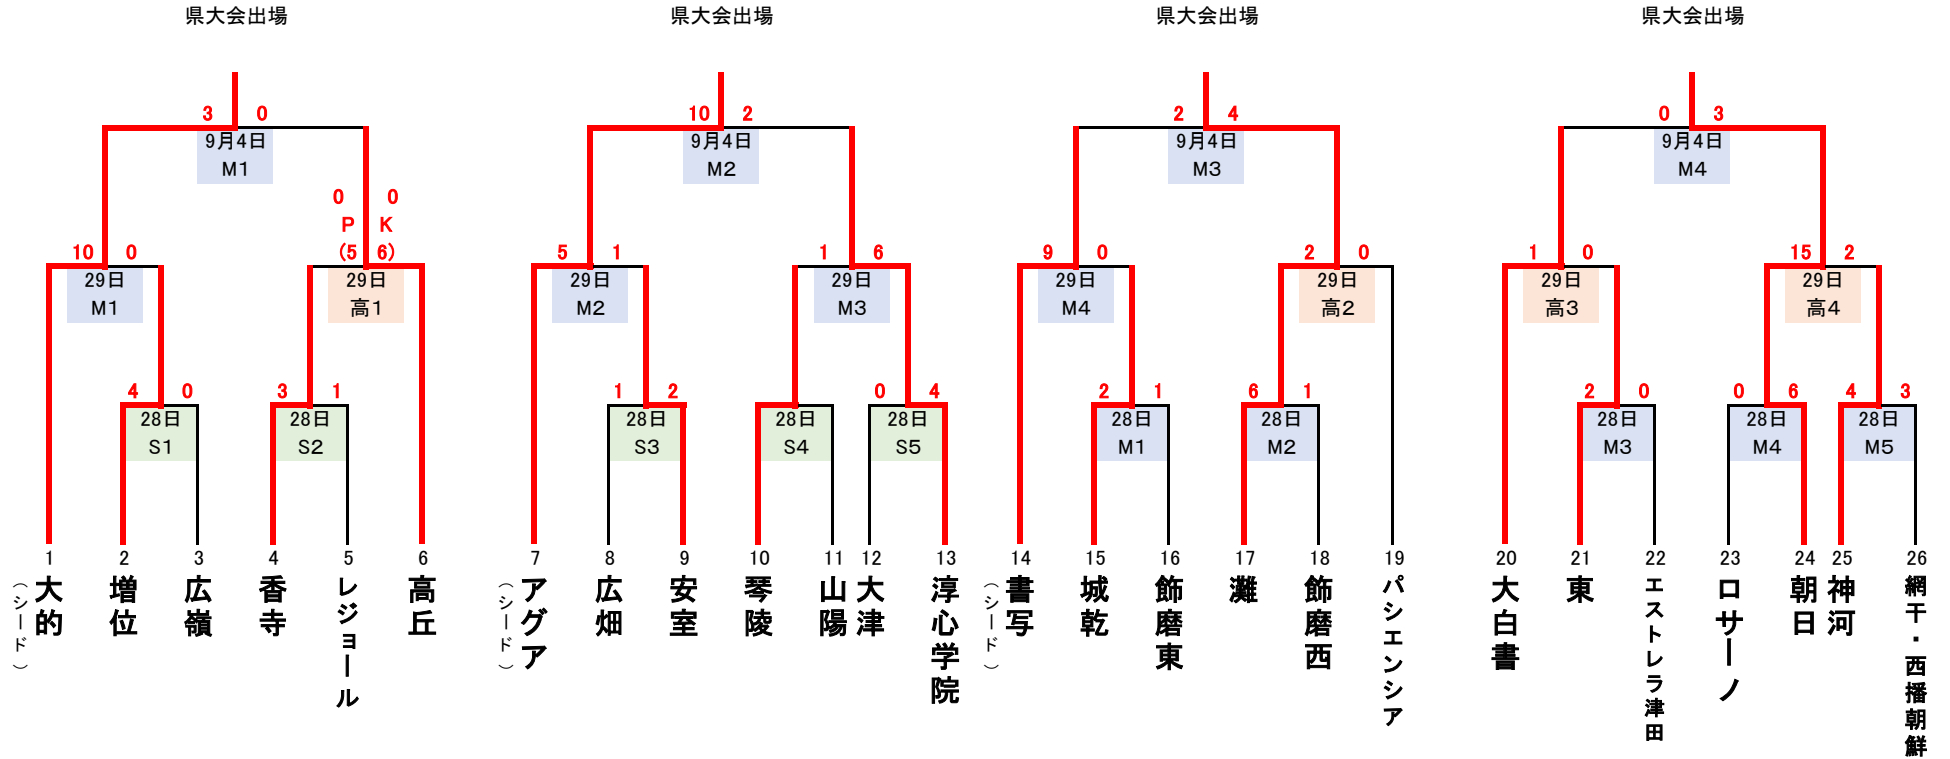 県大会出場 県大会出場 県大会出場 県大会出場
3 0 10 2 2 4 0 3
9月4日 9月4日 9月4日 9月4日
M1 M2 M3 M4
0 0
P K
10 0 (5 6) 5 1 1 6 9 0 2 0 1 0 15 2
29日 29日 29日 29日 29日 29日 29日 29日
M1 高1 M2 M3 M4 高2 高3 高4
4 0 3 1 1 2 0 4 2 1 6 1 2 0 0 6 4 3
28日 28日 28日 28日 28日 28日 28日 28日 28日 28日
S1 S2 S3 S4 S5 M1 M2 M3 M4 M5
1 2 3 4 5 6 7 8 9 10 11 12 13 14 15 16 17 18 19 20 21 22 23 24 25 26
(シード)
大的
増位
広嶺
香寺
レジョール
高丘
(シード)
アグア
広畑
安室
琴陵
山陽
大津
淳心学院
(シード)
書写
城乾
飾磨東
灘
飾磨西
パシエンシア
大白書
東
エストレラ津田
ロサーノ
朝日
神河
網干・西播朝鮮